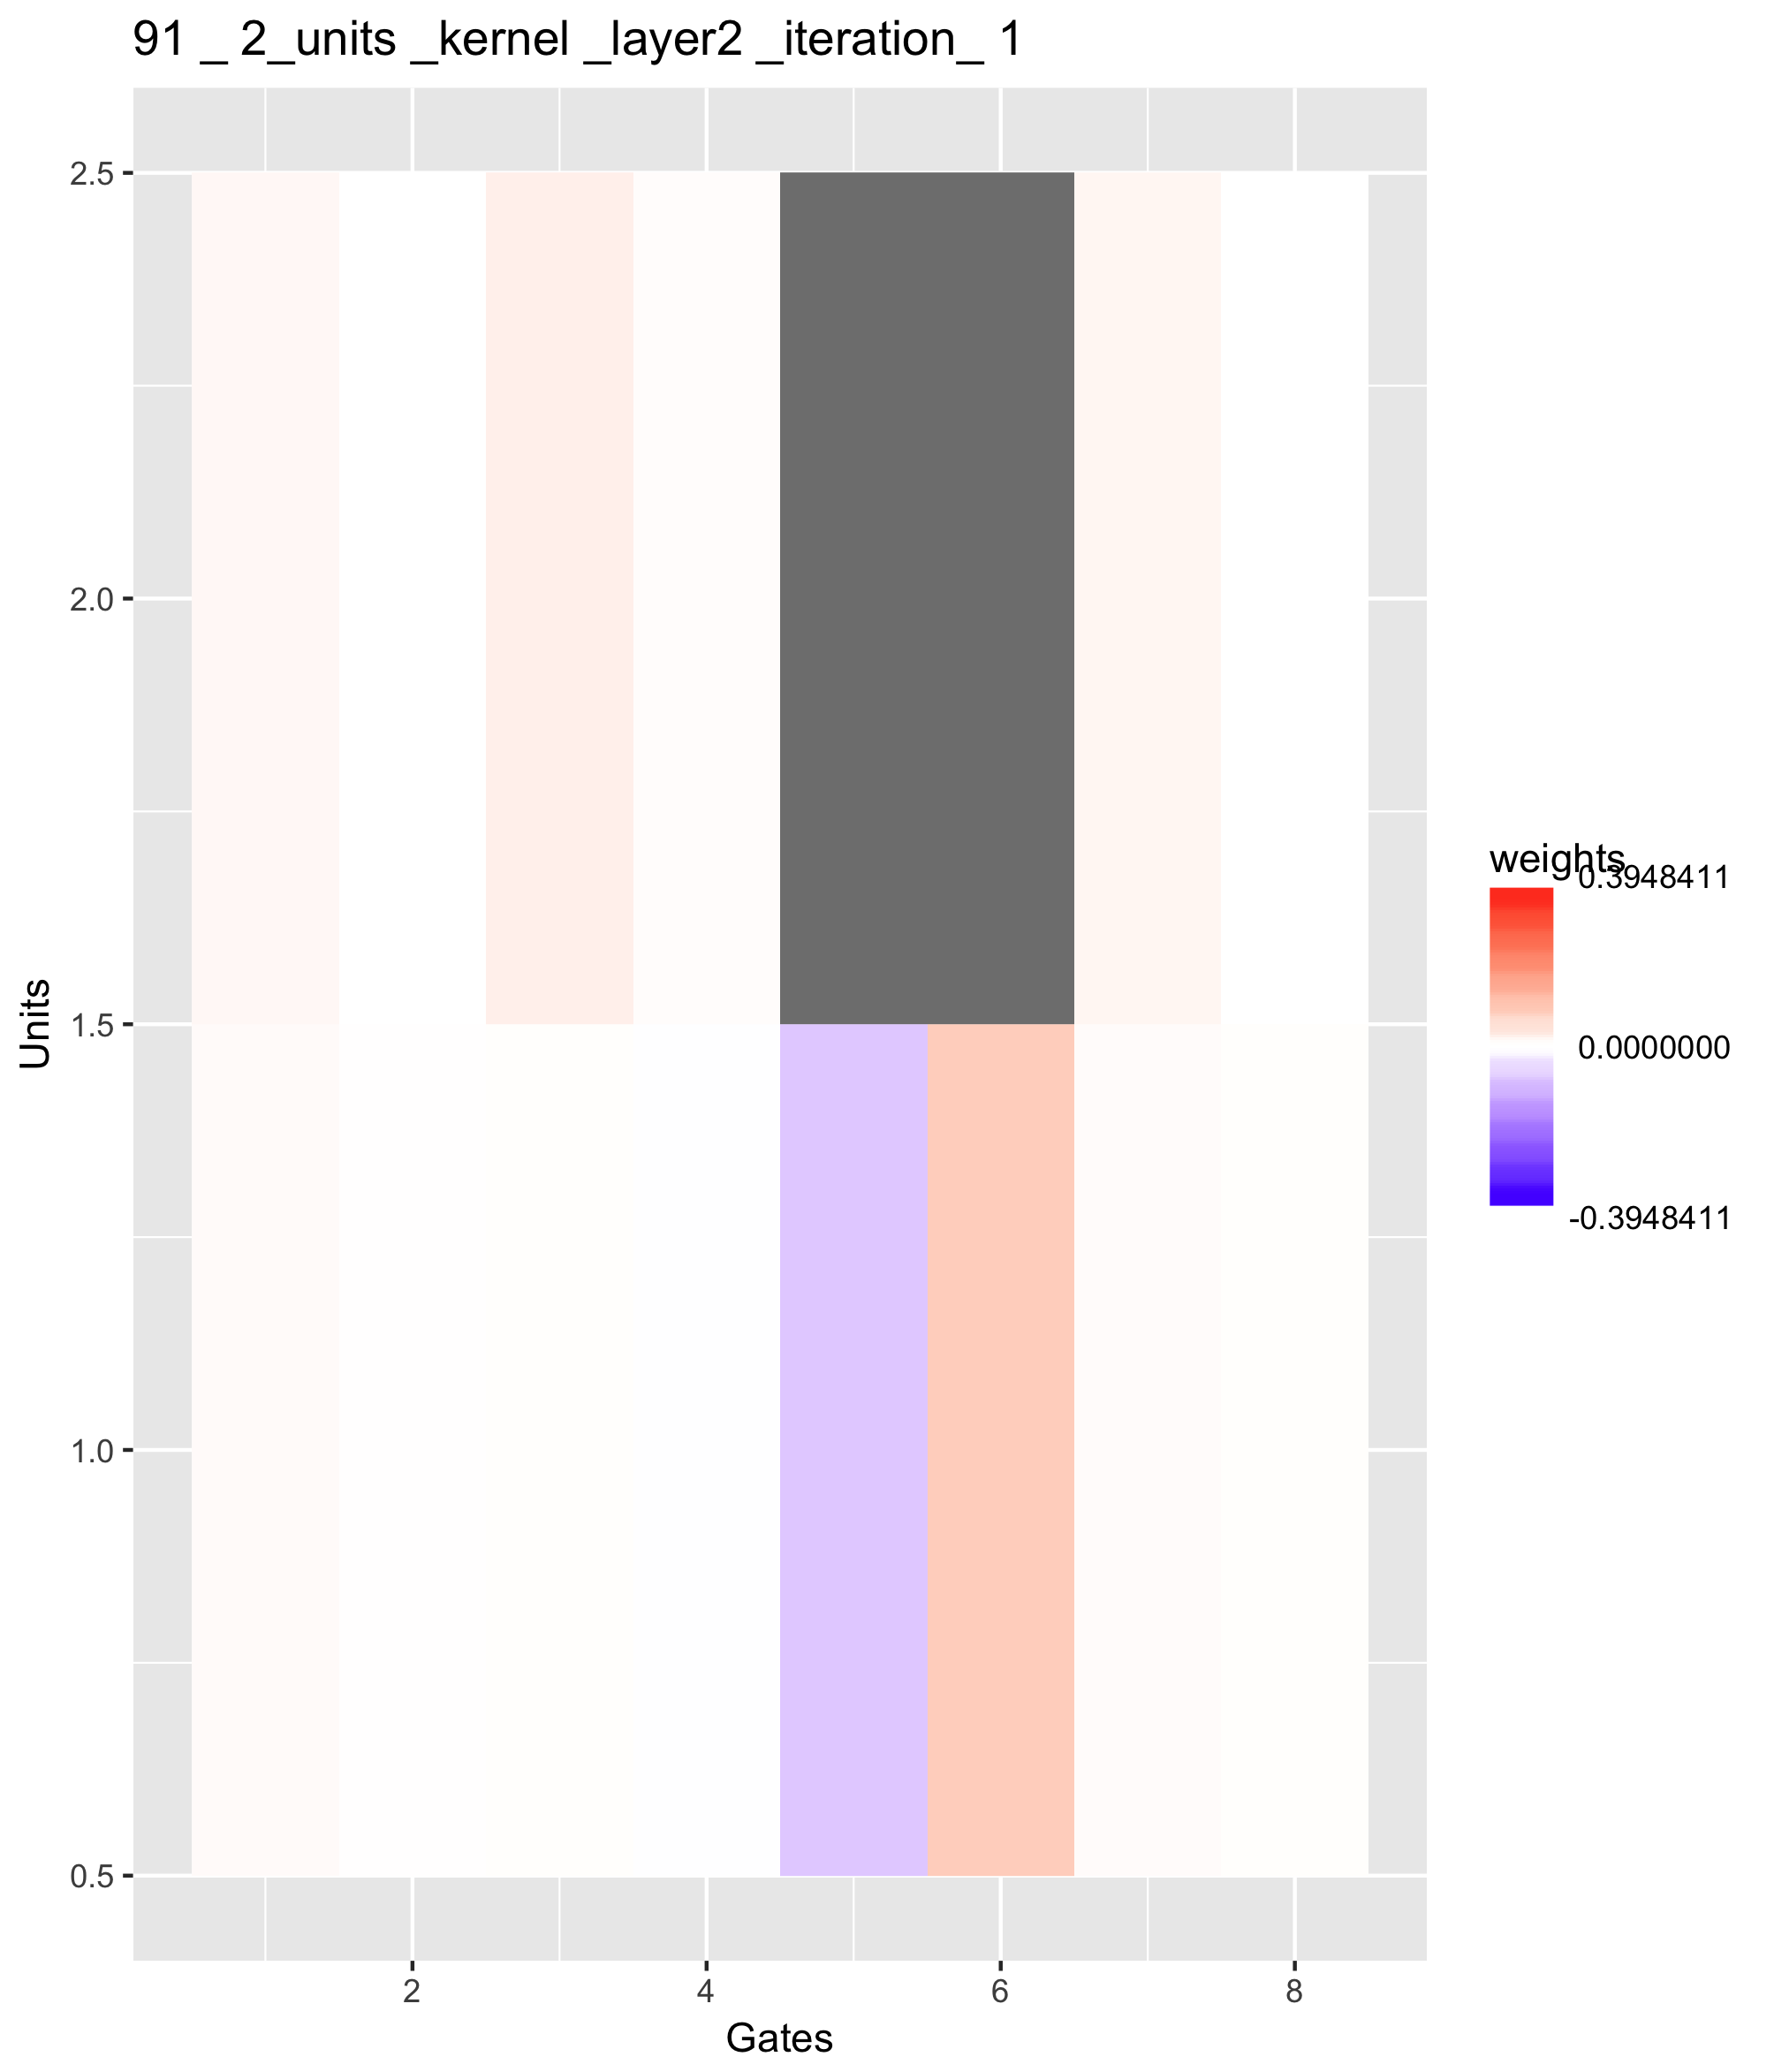 91 _ 2_units _kernel _layer2 _iteration_ 1
2.5
2.0
1.5
1.0
0.5
Units
2 4 6 8
Gates
weights
0.3948411
0.0000000
-0.3948411